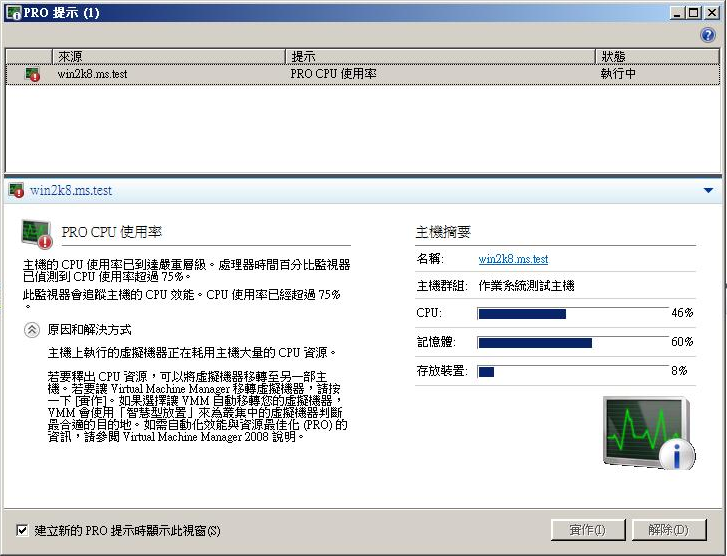 PRO 提示 (1)
來源 提示 狀態
win2k8.ms.test PRO CPU 使用率 執行中
win2k8.ms.test
PRO CPU 使用率
主機的 CPU 使用率已到達嚴重層級。處理器時間百分比監視器
已偵測到 CPU 使用率超過 75%。
此監視器會追蹤主機的 CPU 效能。CPU 使用率已經超過 75%
。
原因和解決方式
主機上執行的虛擬機器正在耗用主機大量的 CPU 資源。
若要釋出 CPU 資源，可以將虛擬機器移轉至另一部主
機。若要讓 Virtual Machine Manager 移轉虛擬機器，請按
一下 [實作]。如果選擇讓 VMM 自動移轉您的虛擬機器，
VMM 會使用「智慧型放置」來為叢集中的虛擬機器判斷
最合適的目的地。如需自動化效能與資源最佳化 (PRO) 的
資訊，請參閱 Virtual Machine Manager 2008 說明。
主機摘要
名稱: win2k8.ms.test
主機群組: 作業系統測試主機
CPU: 46%
記憶體: 60%
存放裝置: 8%
建立新的 PRO 提示時顯示此視窗(S)
實作(I) 解除(D)